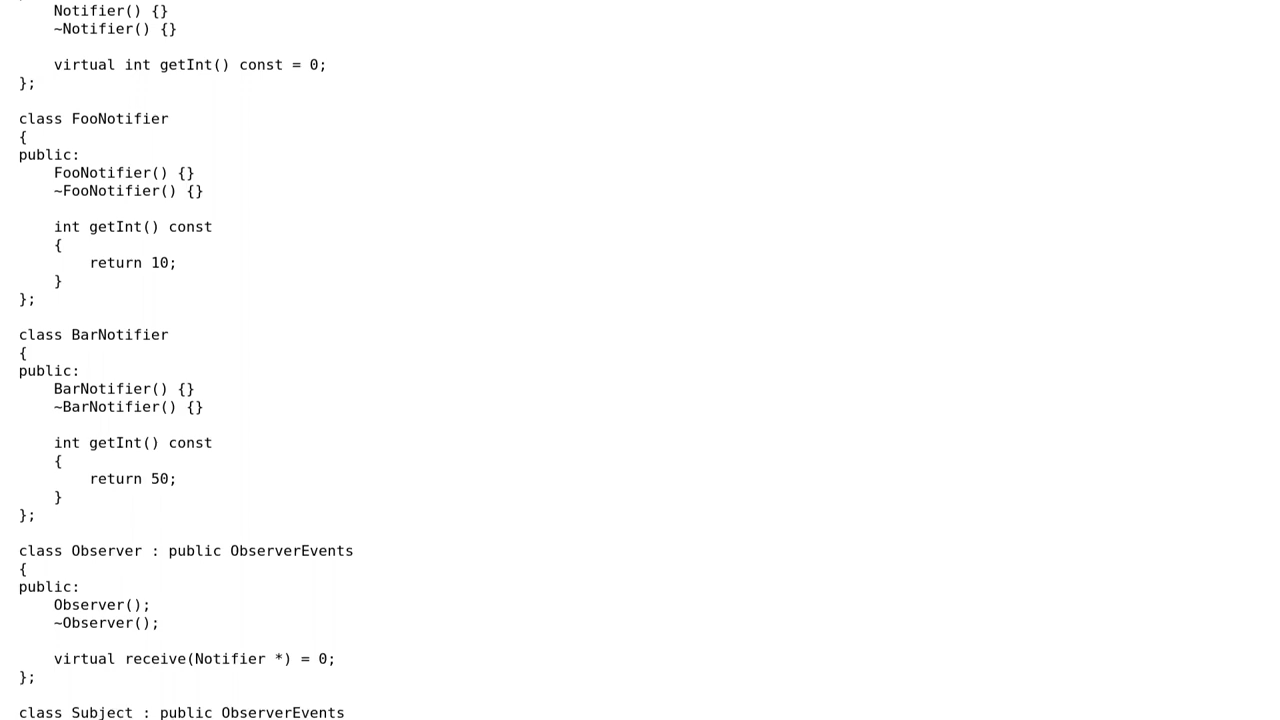 Notifier() {}
    ~Notifier() {}

    virtual int getInt() const = 0;
};

class FooNotifier
{
public:
    FooNotifier() {}
    ~FooNotifier() {}

    int getInt() const
    {
        return 10;
    }
};

class BarNotifier
{
public:
    BarNotifier() {}
    ~BarNotifier() {}

    int getInt() const
    {
        return 50;
    }
};

class Observer : public ObserverEvents
{
public:
    Observer();
    ~Observer();

    virtual receive(Notifier *) = 0;
};

class Subject : public ObserverEvents